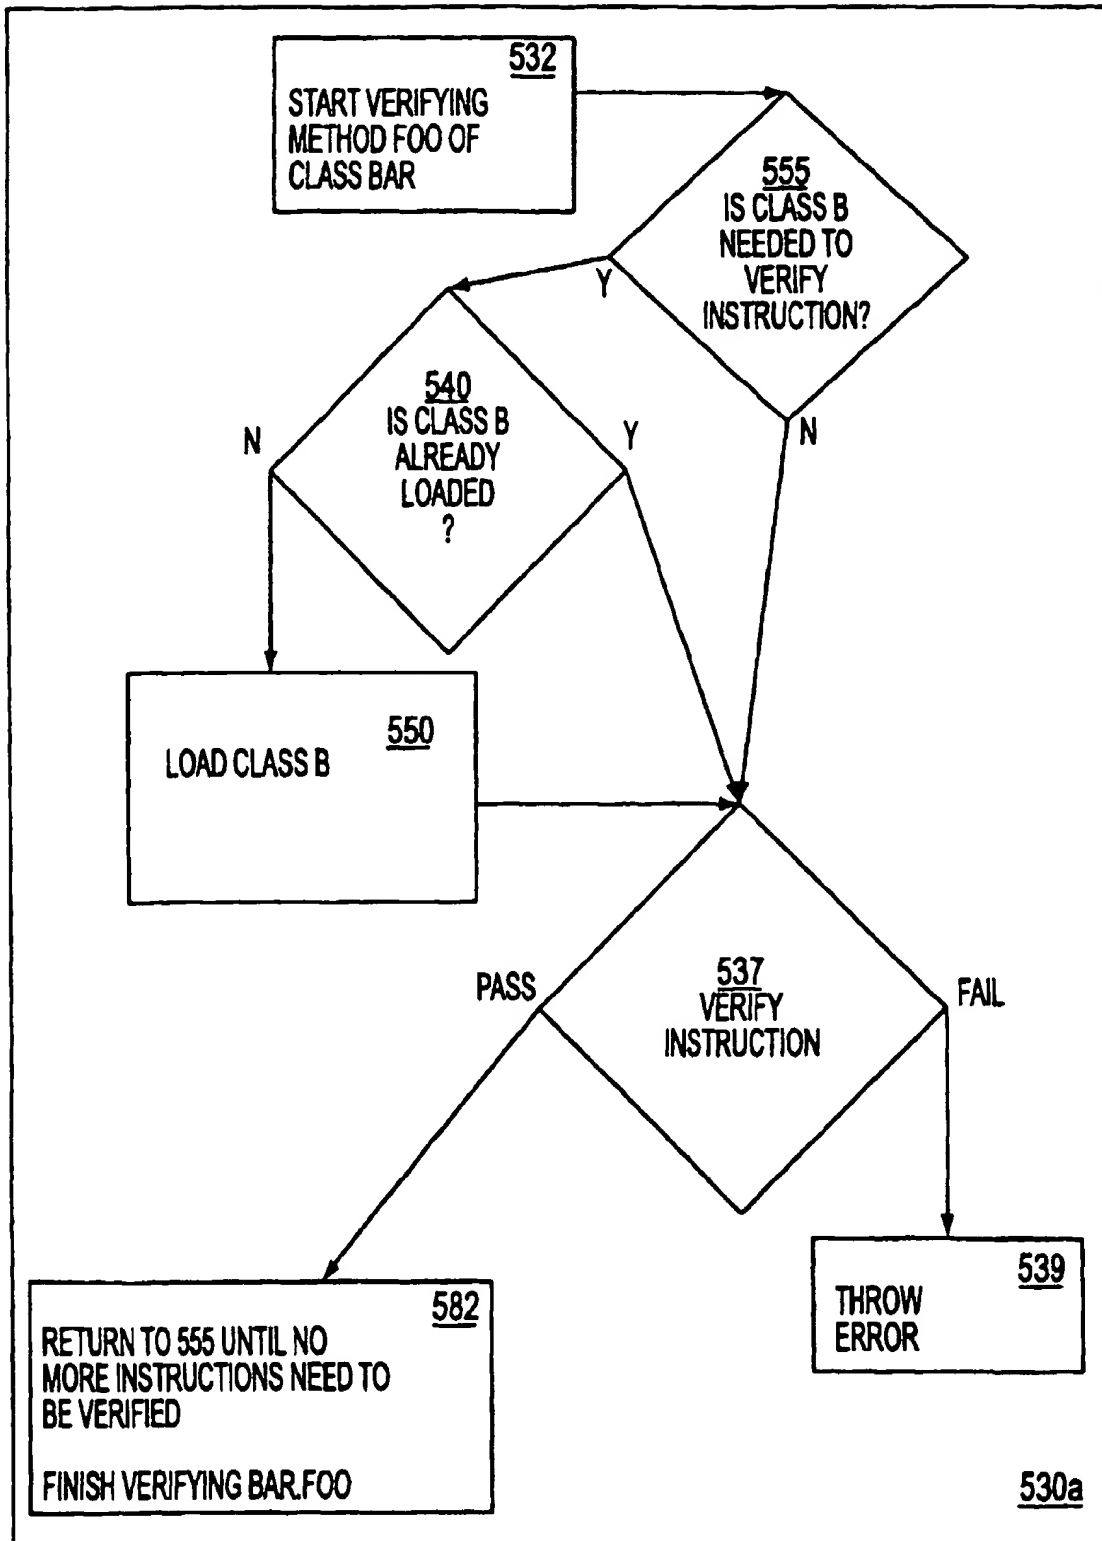 532
START VERIFYING
METHOD FOO OF
CLASS BAR
555
IS CLASS B
NEEDED TO
VERIFY
INSTRUCTION?
Y
N
540
IS CLASS B
ALREADY
LOADED
?
N
Y
550
LOAD CLASS B
537
VERIFY
INSTRUCTION
PASS
FAIL
539
THROW
ERROR
582
RETURN TO 555 UNTIL NO
MORE INSTRUCTIONS NEED TO
BE VERIFIED
FINISH VERIFYING BAR.FOO
530a